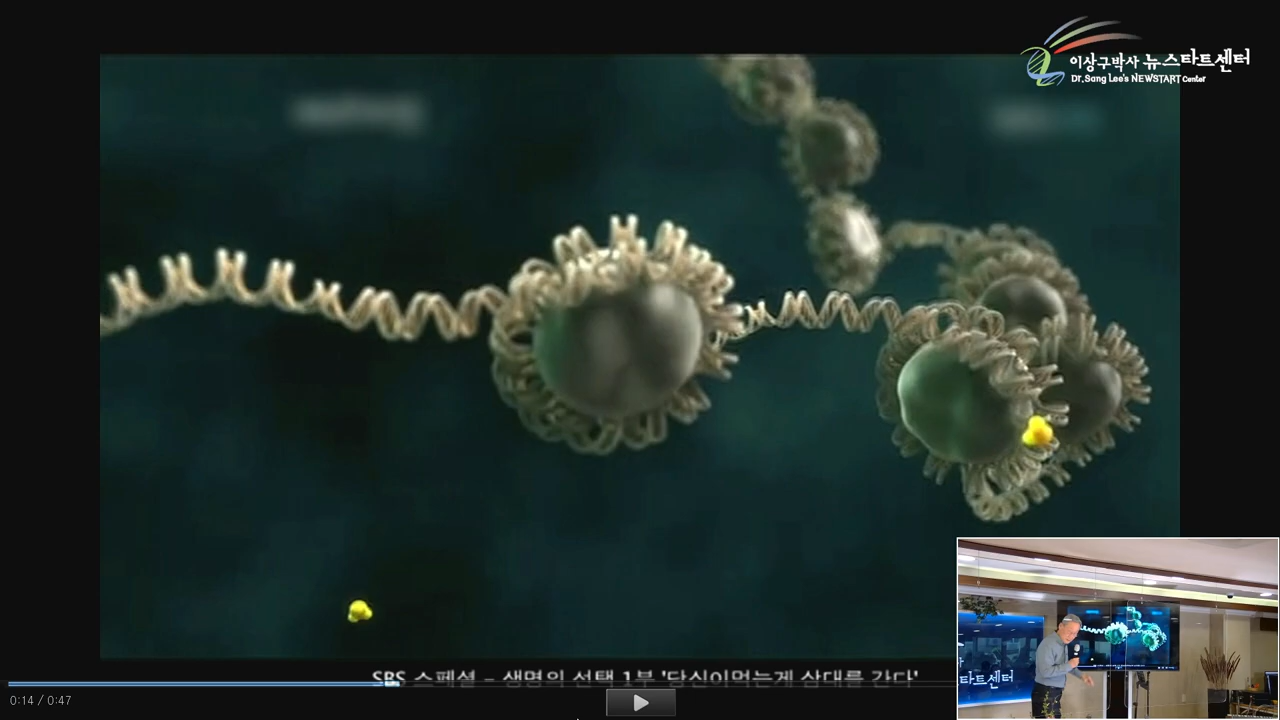 이상구박사 뉴스타트센터
Dr. Sang Lee's NEWSTART Center
SBS 스페셜 - 생명의 선택 1부 '당신이먹는게 삼대를 간다'
0:14 / 0:47
타트센터